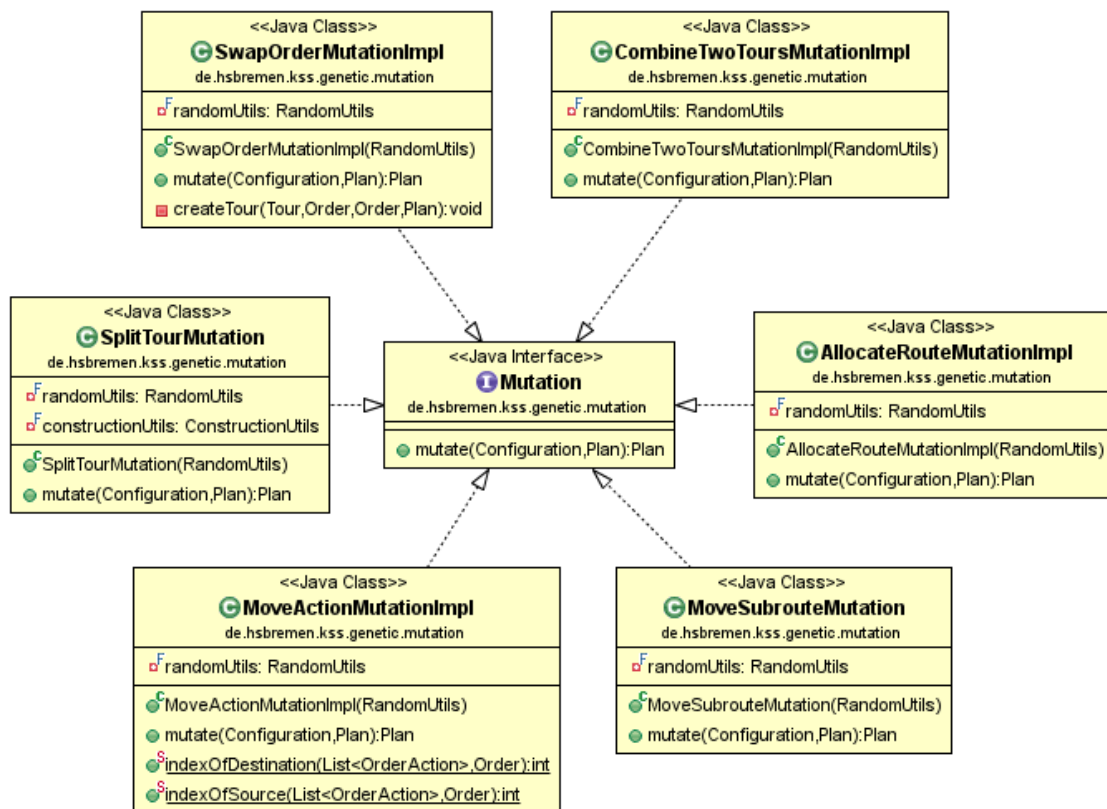 <<Java Class>>
C SwapOrderMutationImpl
de.hsbremen.kss.genetic.mutation
F randomUtils: RandomUtils
C SwapOrderMutationImpl(RandomUtils)
mutate(Configuration,Plan):Plan
createTour(Tour,Order,Order,Plan):void
<<Java Class>>
C CombineTwoToursMutationImpl
de.hsbremen.kss.genetic.mutation
F randomUtils: RandomUtils
C CombineTwoToursMutationImpl(RandomUtils)
mutate(Configuration,Plan):Plan
<<Java Class>>
C SplitTourMutation
de.hsbremen.kss.genetic.mutation
F randomUtils: RandomUtils
F constructionUtils: ConstructionUtils
C SplitTourMutation(RandomUtils)
mutate(Configuration,Plan):Plan
<<Java Interface>>
I Mutation
de.hsbremen.kss.genetic.mutation
mutate(Configuration,Plan):Plan
<<Java Class>>
C AllocateRouteMutationImpl
de.hsbremen.kss.genetic.mutation
F randomUtils: RandomUtils
C AllocateRouteMutationImpl(RandomUtils)
mutate(Configuration,Plan):Plan
<<Java Class>>
C MoveActionMutationImpl
de.hsbremen.kss.genetic.mutation
F randomUtils: RandomUtils
C MoveActionMutationImpl(RandomUtils)
mutate(Configuration,Plan):Plan
S indexOfDestination(List<OrderAction>,Order):int
S indexOfSource(List<OrderAction>,Order):int
<<Java Class>>
C MoveSubrouteMutation
de.hsbremen.kss.genetic.mutation
F randomUtils: RandomUtils
C MoveSubrouteMutation(RandomUtils)
mutate(Configuration,Plan):Plan